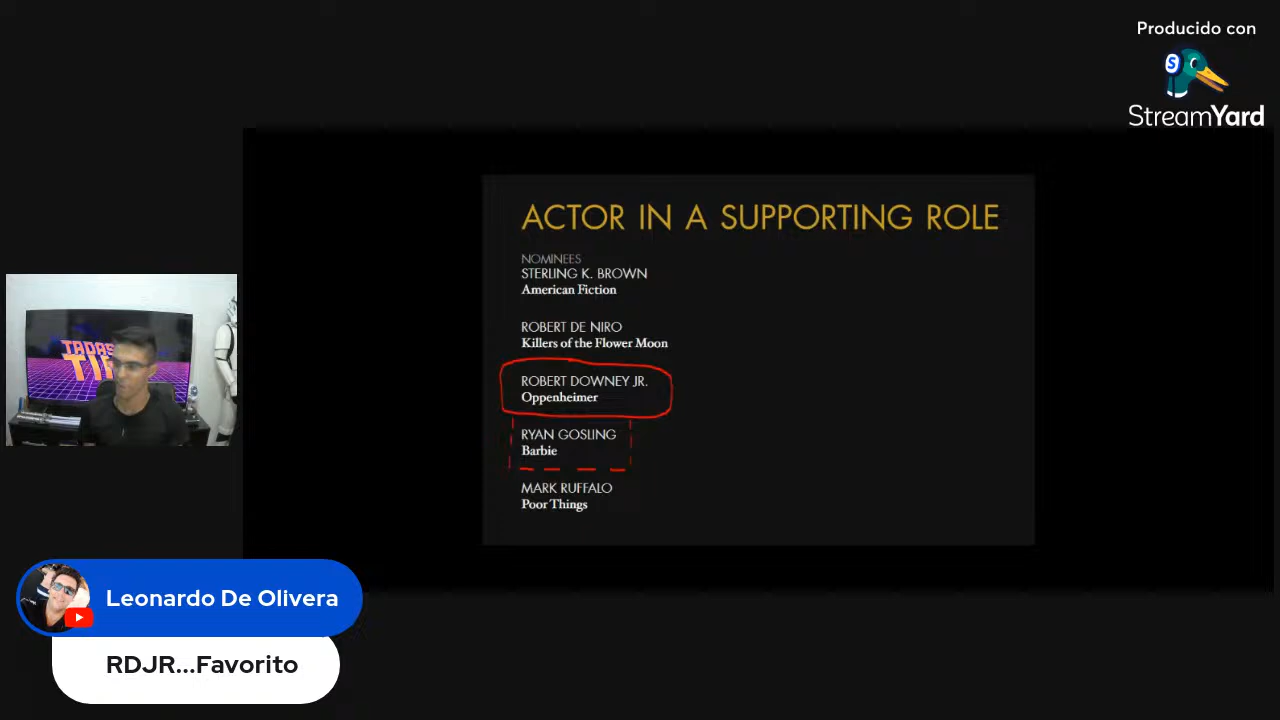 Producido con
StreamYard
ACTOR IN A SUPPORTING ROLE
NOMINEES
STERLING K. BROWN
American Fiction
ROBERT DE NIRO
Killers of the Flower Moon
ROBERT DOWNEY JR.
Oppenheimer
RYAN GOSLING
Barbie
MARK RUFFALO
Poor Things
Leonardo De Olivera
RDJR...Favorito